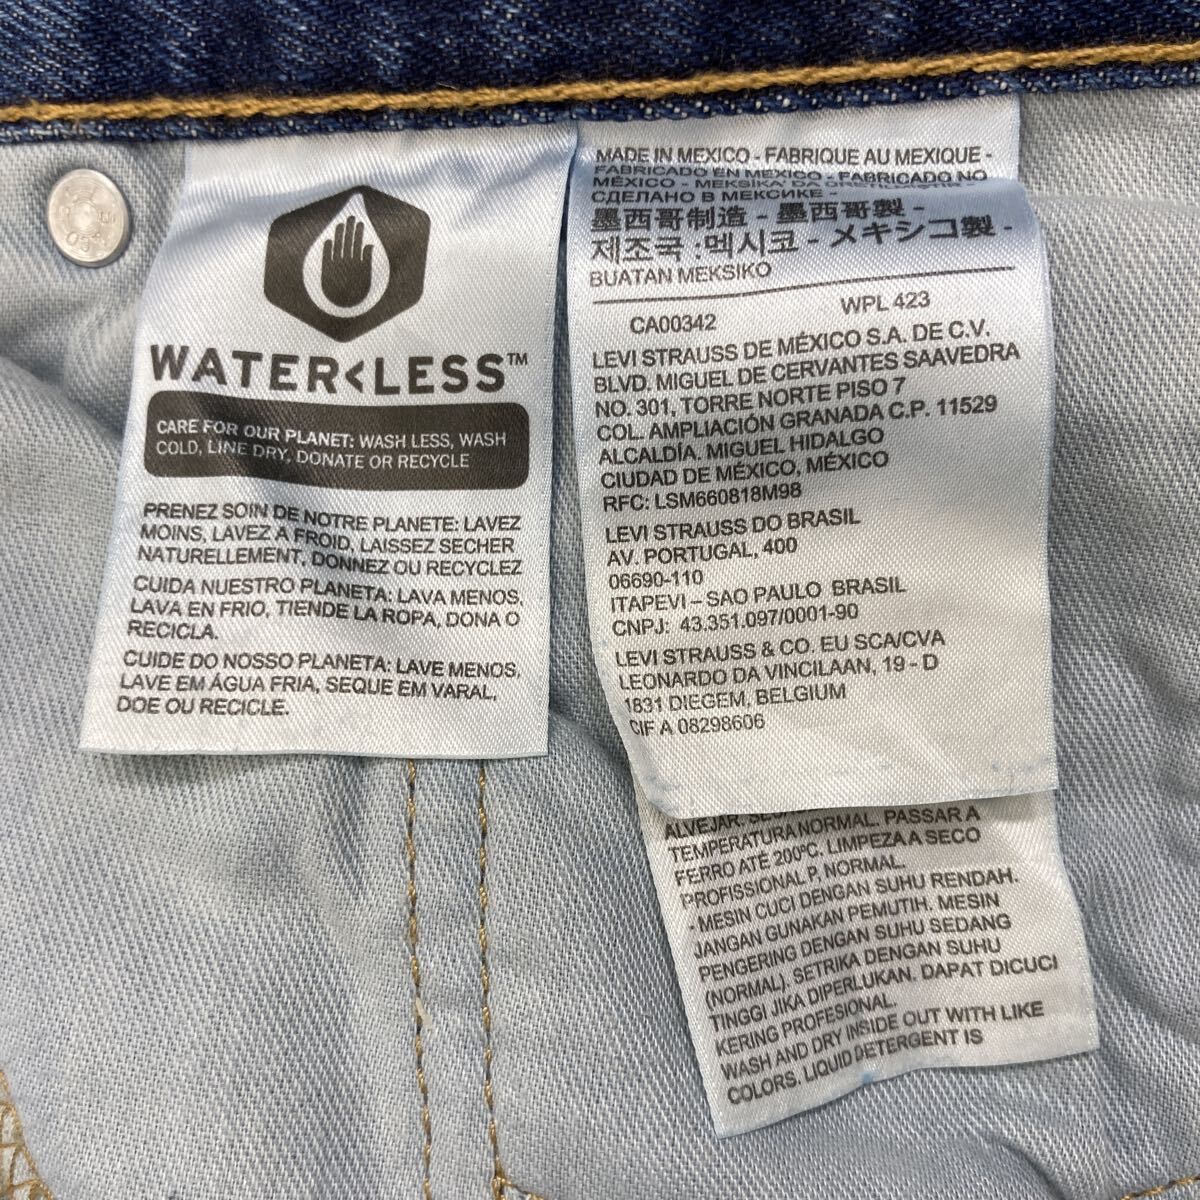 WATER<LESS™
CARE FOR OUR PLANET: WASH LESS, WASH
COLD, LINE DRY, DONATE OR RECYCLE
PRENEZ SOIN DE NOTRE PLANETE: LAVEZ
MOINS, LAVEZ A FROID, LAISSEZ SECHER
NATURELLEMENT, DONNEZ OU RECYCLEZ
CUIDA NUESTRO PLANETA: LAVA MENOS,
LAVA EN FRIO, TIENDE LA ROPA, DONA O
RECICLA.
CUIDE DO NOSSO PLANETA: LAVE MENOS,
LAVE EM ÁGUA FRIA, SEQUE EM VARAL,
DOE OU RECICLE.
MADE IN MEXICO - FABRIQUE AU MEXIQUE -
FABRICADO EN MÉXICO - FABRICADO NO
MÉXICO - MEKSİKA' DA ÜRETİLMİŞTİR -
СДЕЛАНО В МЕКСИКЕ -
墨西哥制造 - 墨西哥製 -
제조국 :멕시코 - メキシコ製 -
BUATAN MEKSIKO
CA00342 WPL 423
LEVI STRAUSS DE MÉXICO S.A. DE C.V.
BLVD. MIGUEL DE CERVANTES SAAVEDRA
NO. 301, TORRE NORTE PISO 7
COL. AMPLIACIÓN GRANADA C.P. 11529
ALCALDÍA. MIGUEL HIDALGO
CIUDAD DE MÉXICO, MÉXICO
RFC: LSM660818M98
LEVI STRAUSS DO BRASIL
AV. PORTUGAL, 400
06690-110
ITAPEVI – SAO PAULO BRASIL
CNPJ: 43.351.097/0001-90
LEVI STRAUSS & CO. EU SCA/CVA
LEONARDO DA VINCILAAN, 19 - D
1831 DIEGEM, BELGIUM
CIF A 08298606
ALVEJAR.
TEMPERATURA NORMAL. PASSAR A
FERRO ATÉ 200ºC. LIMPEZA A SECO
PROFISSIONAL P, NORMAL.
- MESIN CUCI DENGAN SUHU RENDAH.
JANGAN GUNAKAN PEMUTIH. MESIN
PENGERING DENGAN SUHU SEDANG
(NORMAL). SETRIKA DENGAN SUHU
TINGGI JIKA DIPERLUKAN. DAPAT DICUCI
KERING PROFESIONAL.
WASH AND DRY INSIDE OUT WITH LIKE
COLORS. LIQUID DETERGENT IS